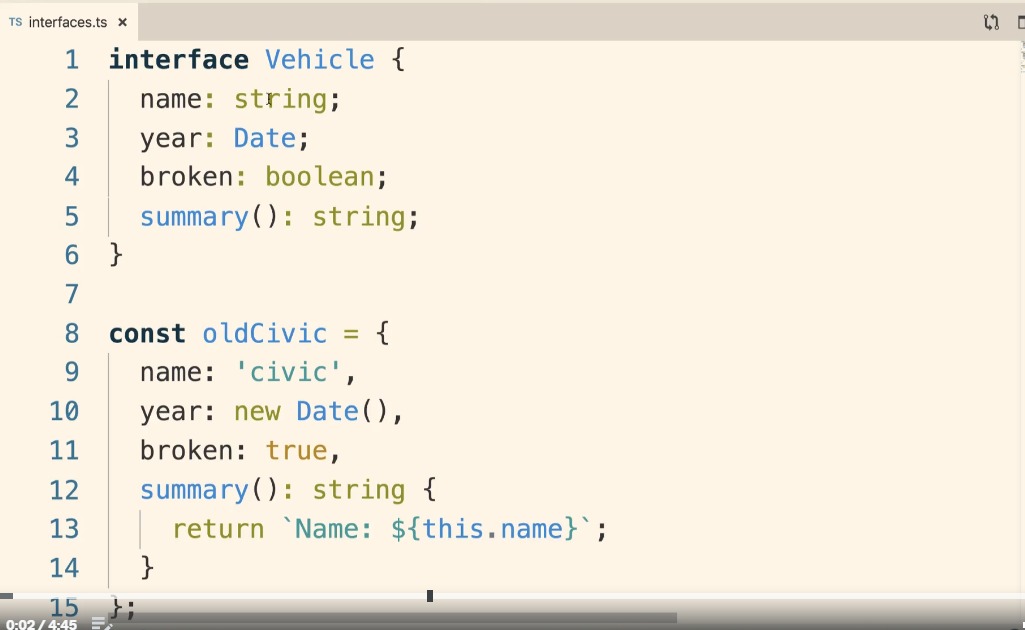 TS interfaces.ts ×
1 interface Vehicle {
2 name: string;
3 year: Date;
4 broken: boolean;
5 summary(): string;
6 }
7
8 const oldCivic = {
9 name: 'civic',
10 year: new Date(),
11 broken: true,
12 summary(): string {
13 return `Name: ${this.name}`;
14 }
15 };
0:02 / 4:45